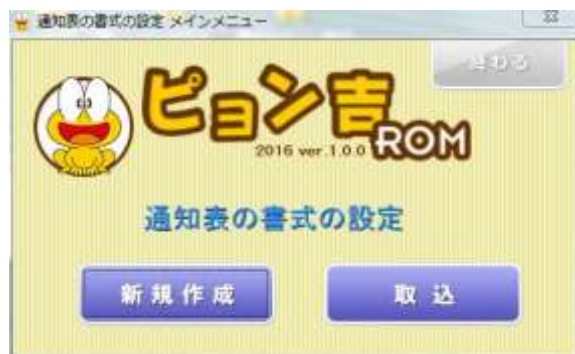 通知表の書式の設定 メインメニュー
終わる
ピョン吉
ROM
2016 ver.1.0.0
通知表の書式の設定
新規作成
取込